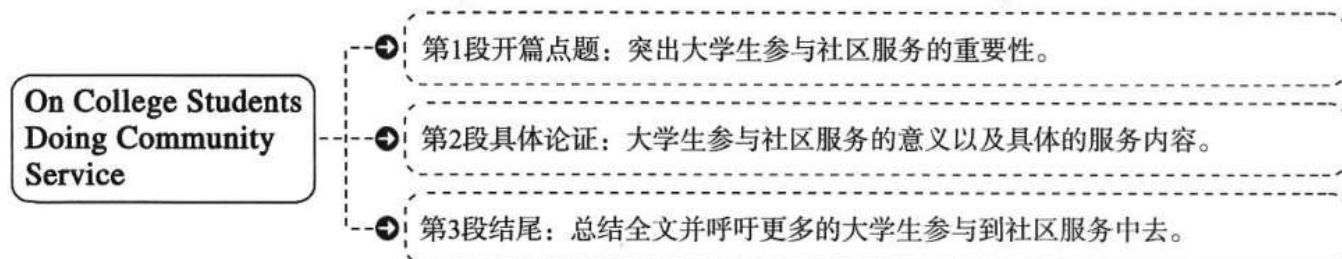 On College Students
Doing Community
Service
第1段开篇点题：突出大学生参与社区服务的重要性。
第2段具体论证：大学生参与社区服务的意义以及具体的服务内容。
第3段结尾：总结全文并呼吁更多的大学生参与到社区服务中去。